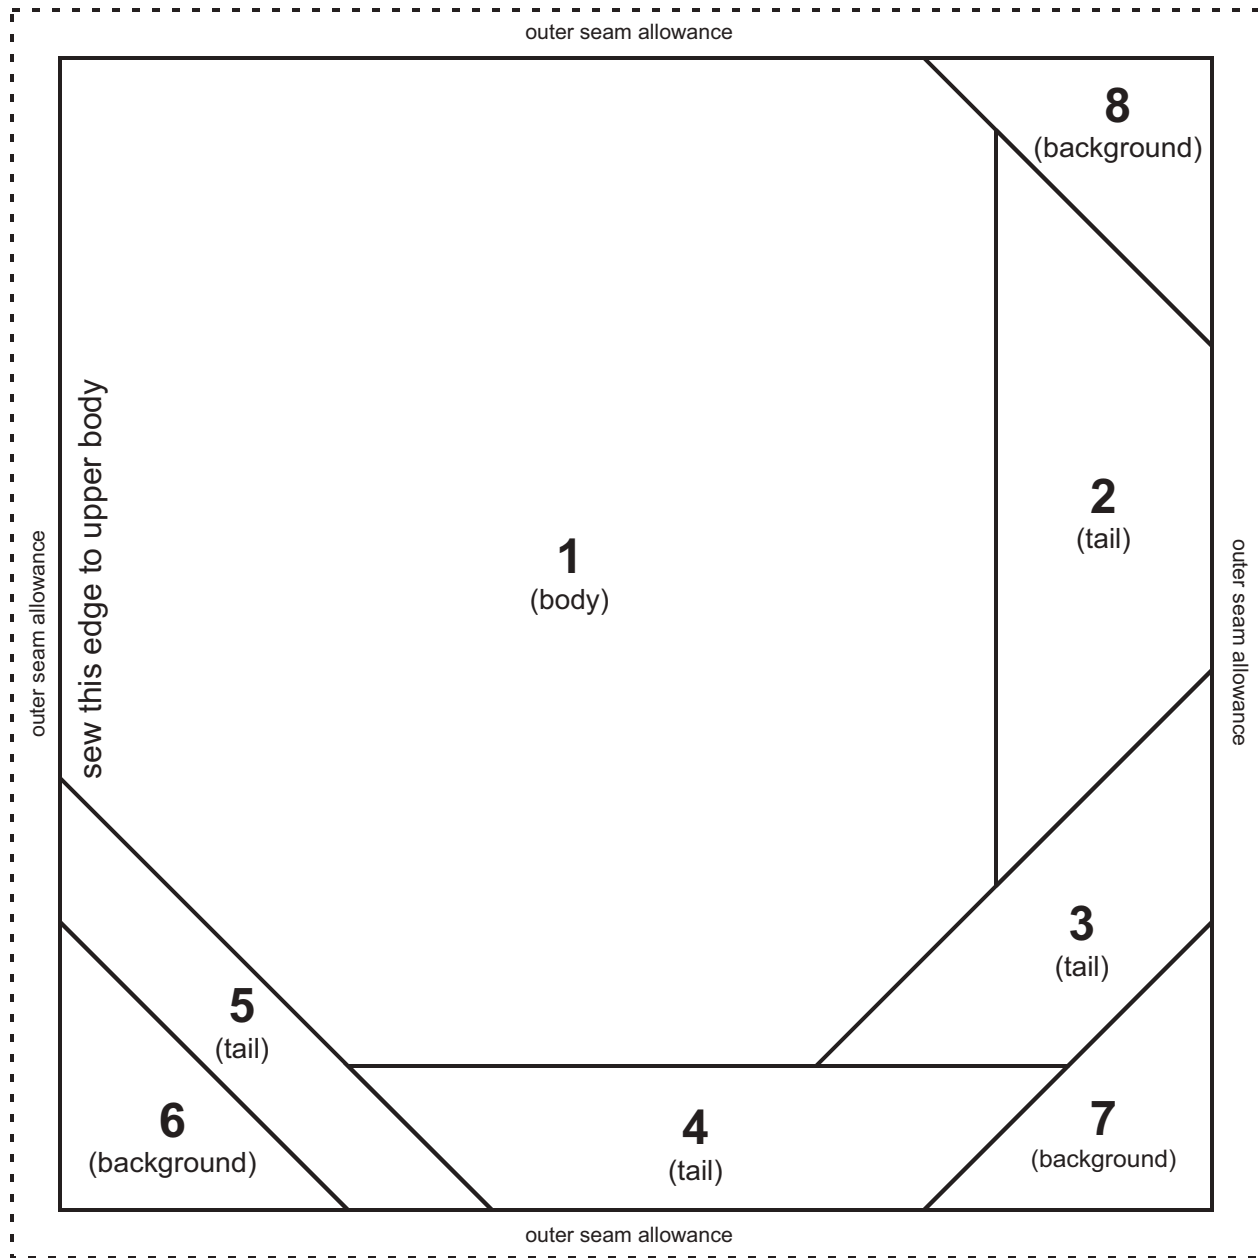 outer seam allowance
8
(background)
sew this edge to upper body
outer seam allowance
2
(tail)
1
(body)
outer seam allowance
3
(tail)
5
(tail)
6
(background)
4
(tail)
7
(background)
outer seam allowance